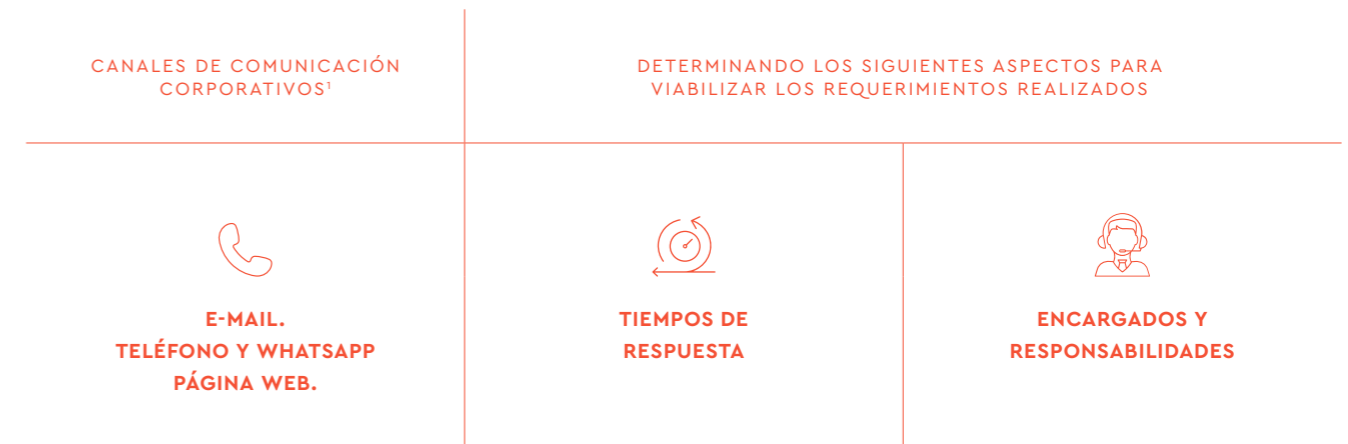 CANALES DE COMUNICACIÓN
CORPORATIVOS¹
DETERMINANDO LOS SIGUIENTES ASPECTOS PARA
VIABILIZAR LOS REQUERIMIENTOS REALIZADOS
E-MAIL.
TELÉFONO Y WHATSAPP
PÁGINA WEB.
TIEMPOS DE
RESPUESTA
ENCARGADOS Y
RESPONSABILIDADES